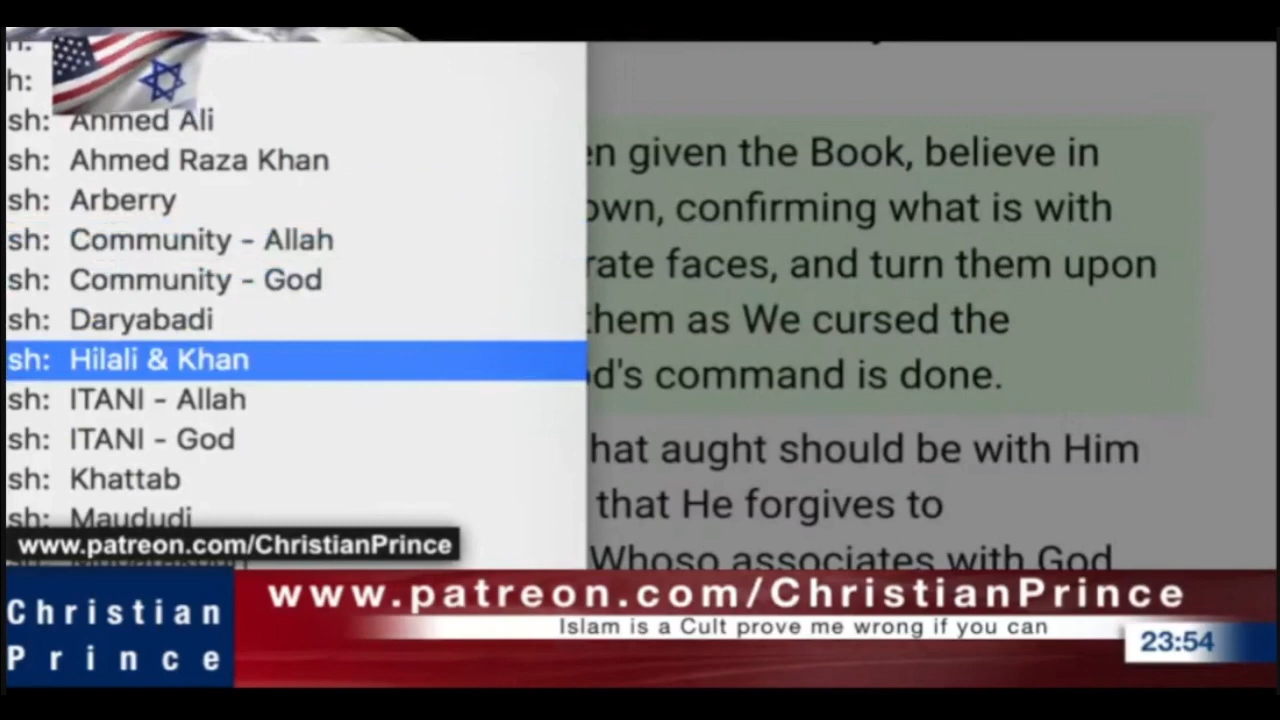 h:
sh: Ahmed Ali
sh: Ahmed Raza Khan
sh: Arberry
sh: Community - Allah
sh: Community - God
sh: Daryabadi
sh: Hilali & Khan
sh: ITANI - Allah
sh: ITANI - God
sh: Khattab
sh: Maududi
en given the Book, believe in
own, confirming what is with
rate faces, and turn them upon
them as We cursed the
d's command is done.
hat aught should be with Him
that He forgives to
Whoso associates with God
www.patreon.com/ChristianPrince
Christian
Prince
www.patreon.com/ChristianPrince
Islam is a Cult prove me wrong if you can
23:54